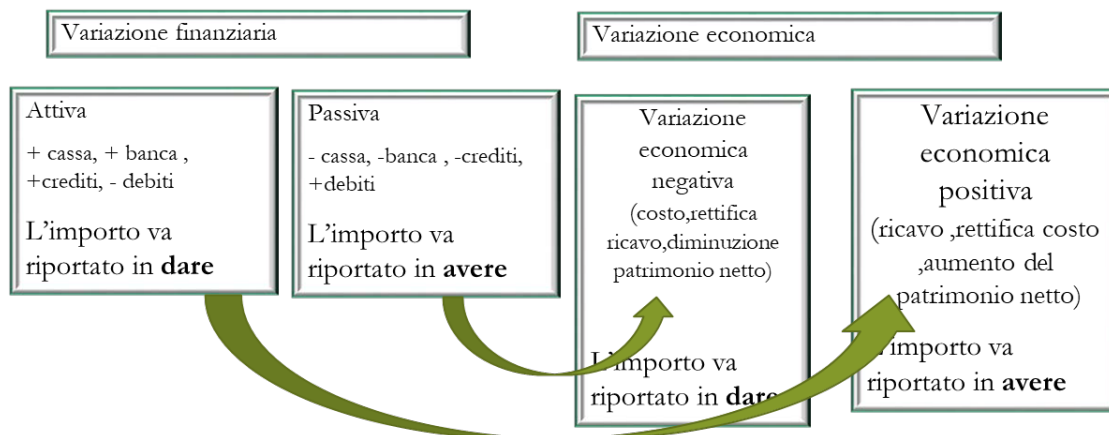 Variazione finanziaria
Variazione economica
Attiva
+ cassa, + banca ,
+crediti, - debiti
L'importo va
riportato in dare
Passiva
- cassa, -banca , -crediti,
+debiti
L'importo va
riportato in avere
Variazione
economica
negativa
(costo,rettifica
ricavo,diminuzione
patrimonio netto)
L'importo va
riportato in dare
Variazione
economica
positiva
(ricavo ,rettifica costo
,aumento del
patrimonio netto)
L'importo va
riportato in avere